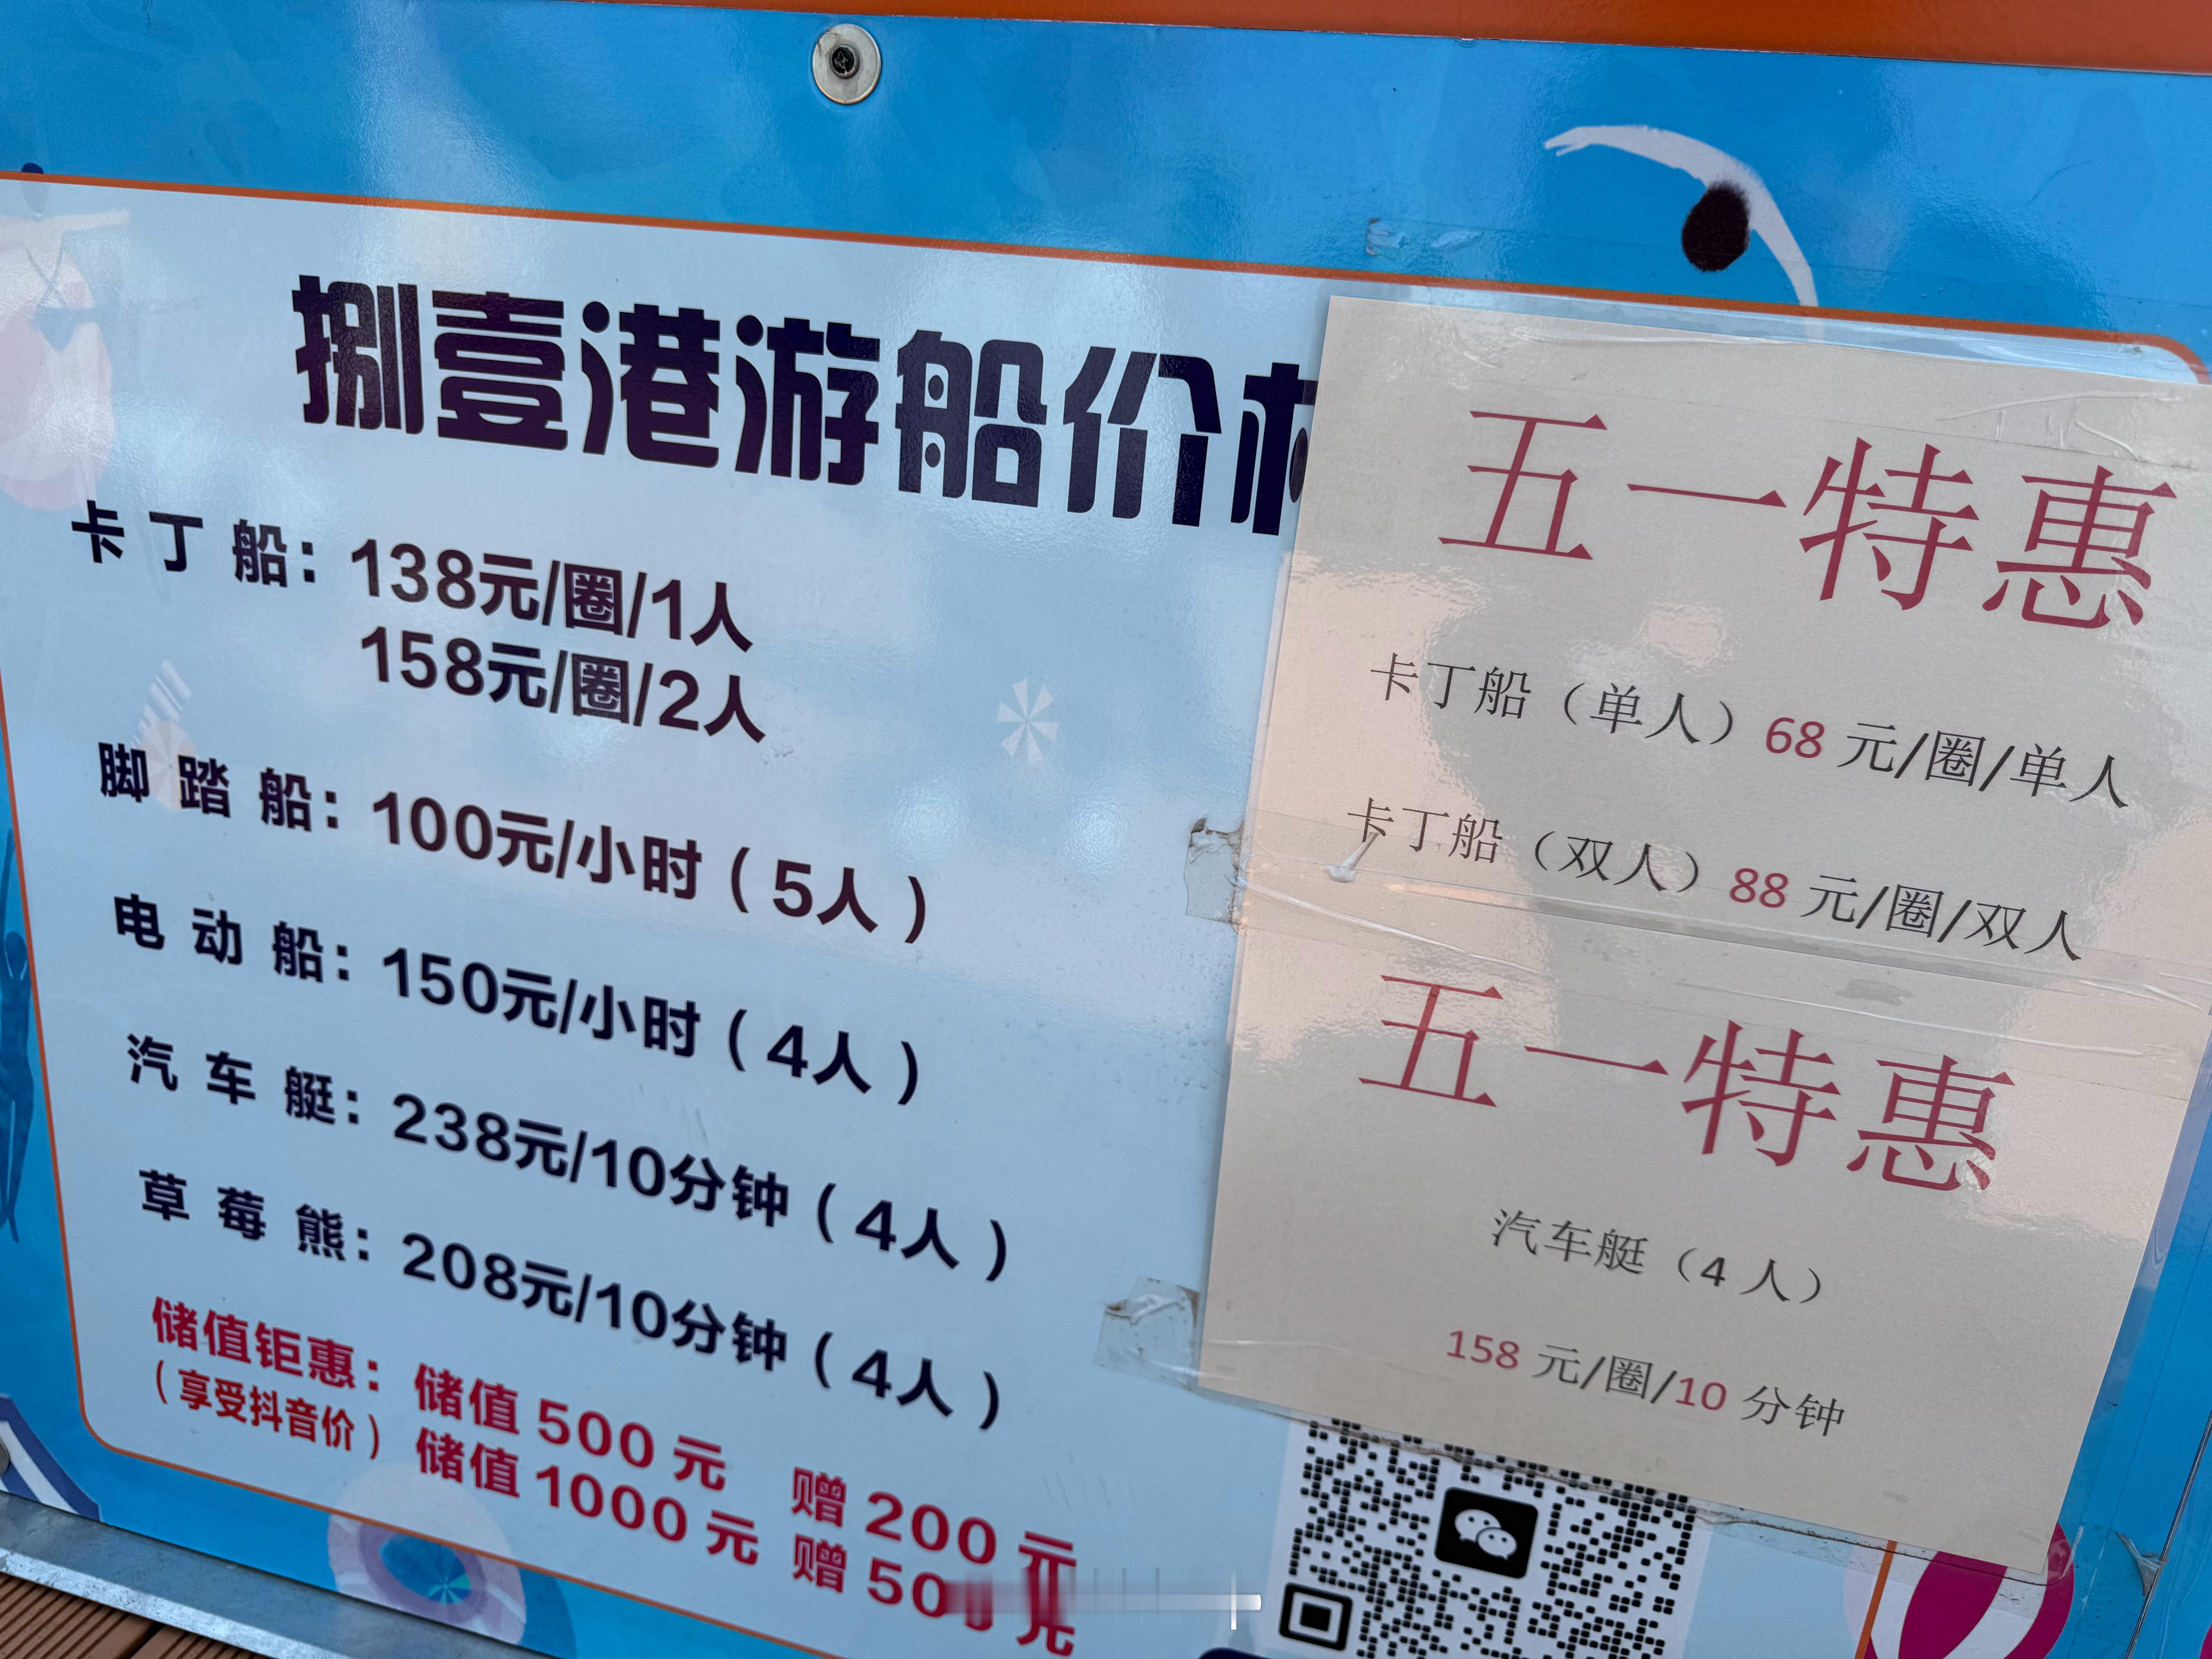 捌壹港游船价
卡丁船：138元/圈/1人
158元/圈/2人
脚踏船：100元/小时（5人）
电动船：150元/小时（4人）
汽车艇：238元/10分钟（4人）
草莓熊：208元/10分钟（4人）
储值钜惠：储值500元 赠200元
（享受抖音价）储值1000元 赠500元
五一特惠
卡丁船（单人）68元/圈/单人
卡丁船（双人）88元/圈/双人
五一特惠
汽车艇（4人）
158元/圈/10分钟